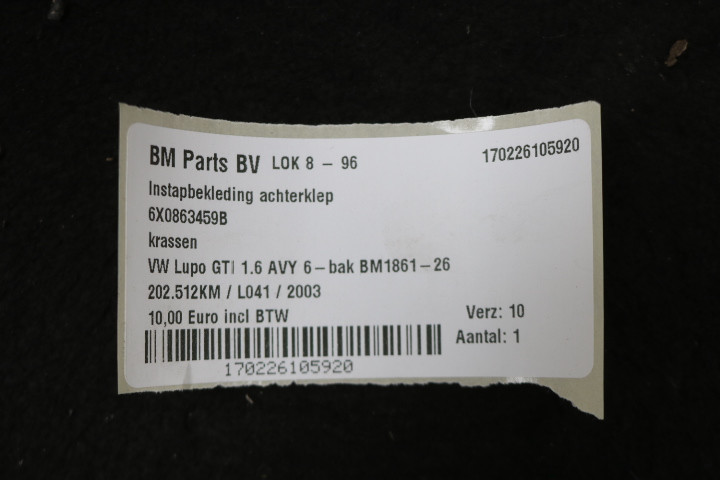 BM Parts BV LOK 8 - 96 170226105920
Instapbekleding achterklep
6X0863459B
krassen
VW Lupo GTI 1.6 AVY 6-bak BM1861-26
202.512KM / L041 / 2003
10,00 Euro incl BTW Verz: 10
Aantal: 1
170226105920